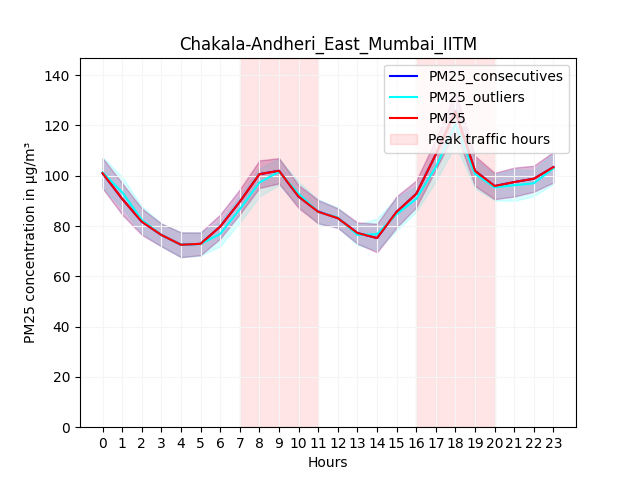 Chakala-Andheri_East_Mumbai_IITM
PM25 concentration in µg/m³
140
120
100
80
60
40
20
0
PM25_consecutives
PM25_outliers
PM25
Peak traffic hours
0 1 2 3 4 5 6 7 8 9 10 11 12 13 14 15 16 17 18 19 20 21 22 23
Hours